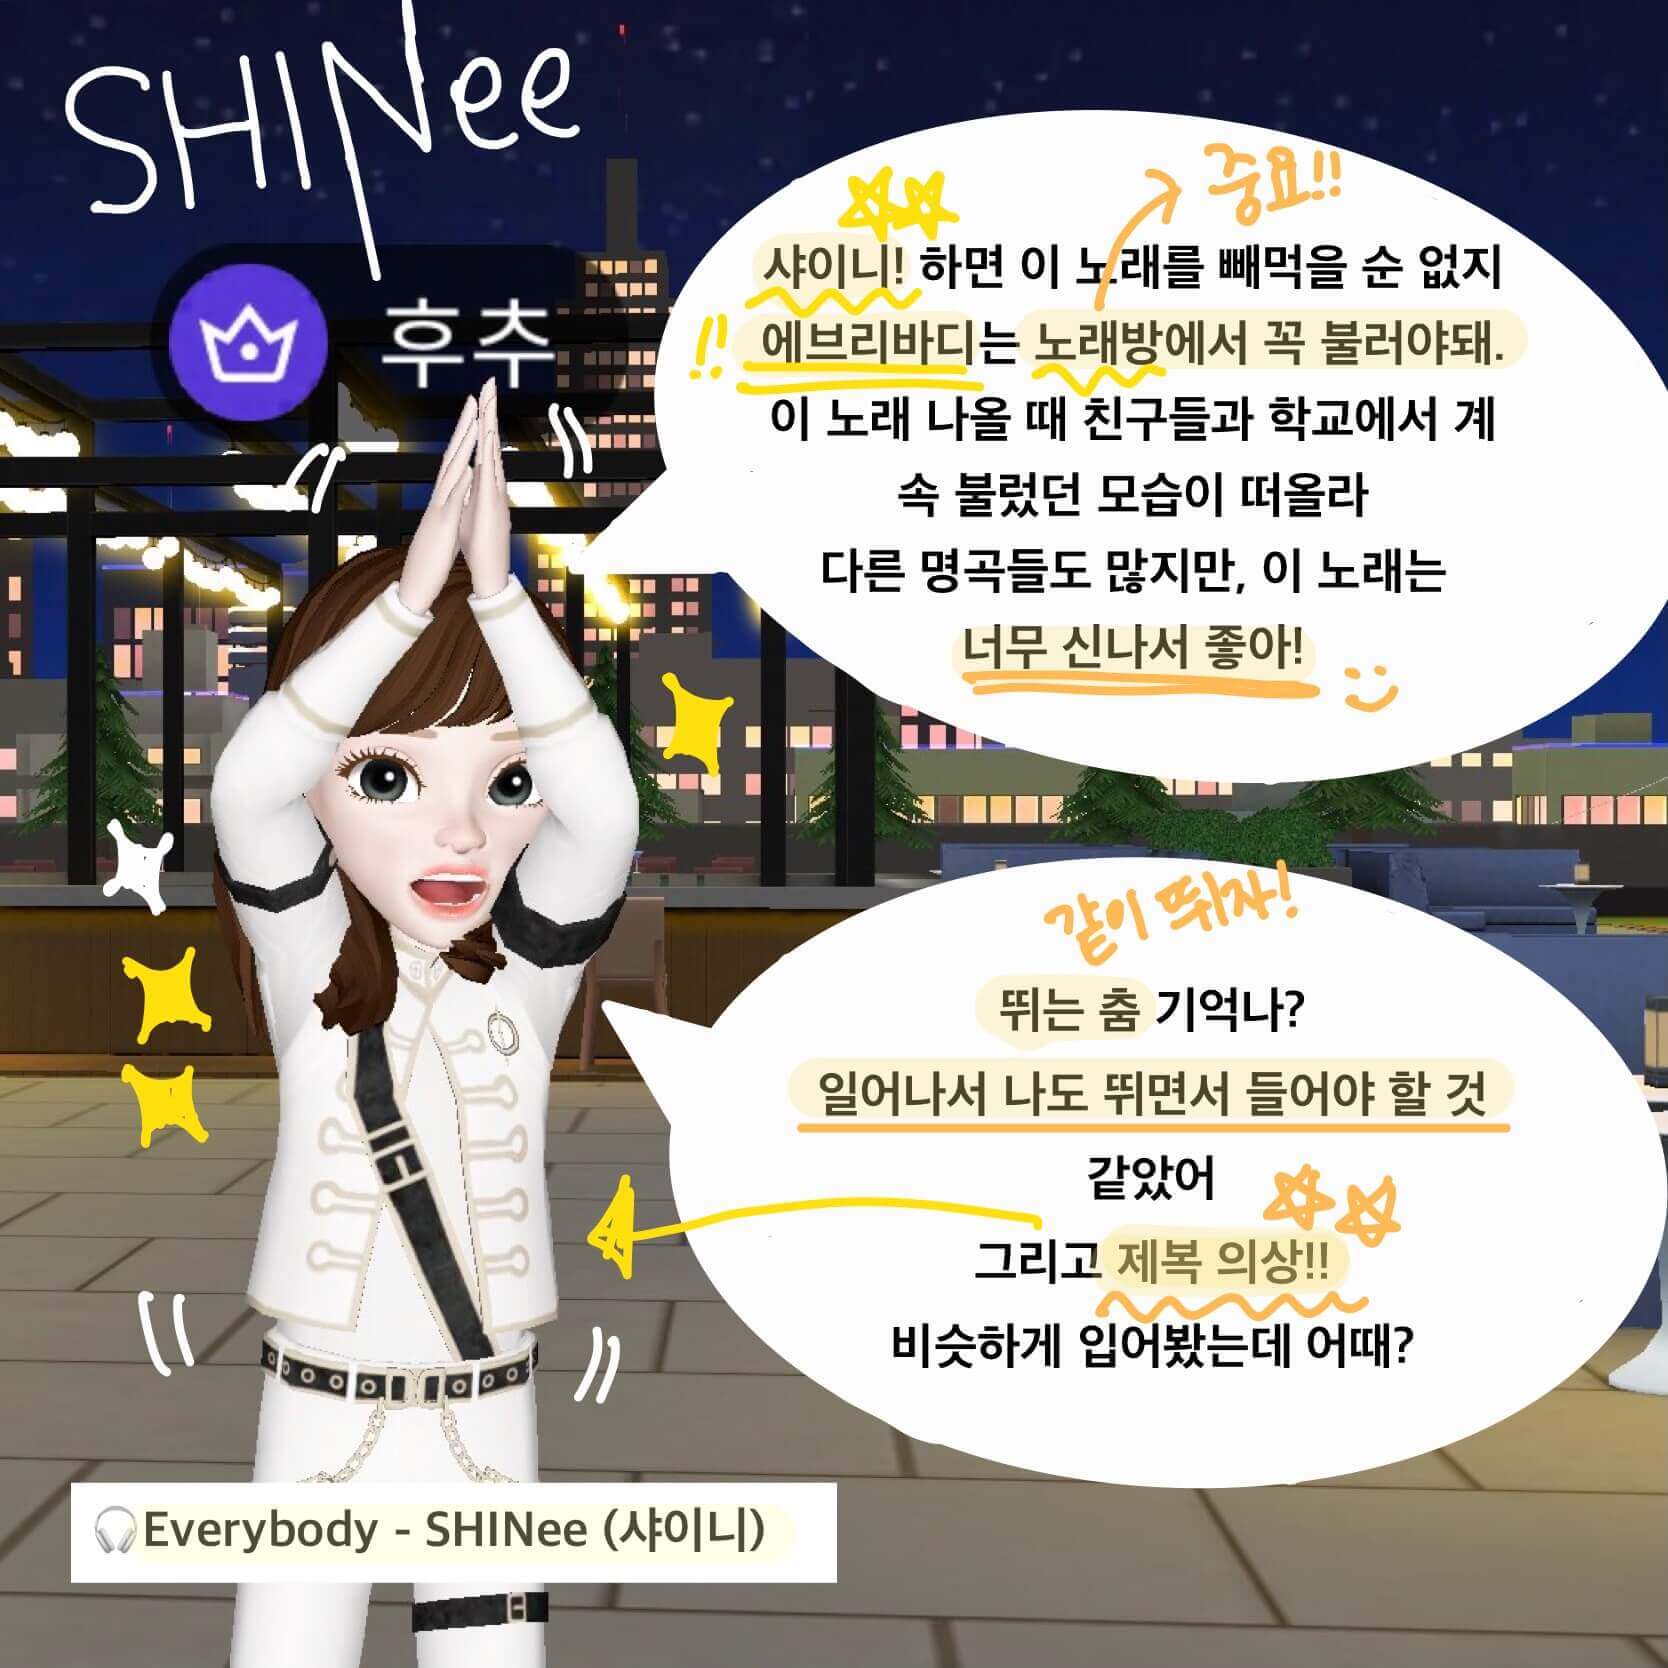 SHINee
후추
중요!!
샤이니! 하면 이 노래를 빼먹을 순 없지
!! 에브리바디는 노래방에서 꼭 불러야돼.
이 노래 나올 때 친구들과 학교에서 계
속 불렀던 모습이 떠올라
다른 명곡들도 많지만, 이 노래는
너무 신나서 좋아!
같이 뛰자!
뛰는 춤 기억나?
일어나서 나도 뛰면서 들어야 할 것
같았어
그리고 제복 의상!!
비슷하게 입어봤는데 어때?
🎧Everybody - SHINee (샤이니)